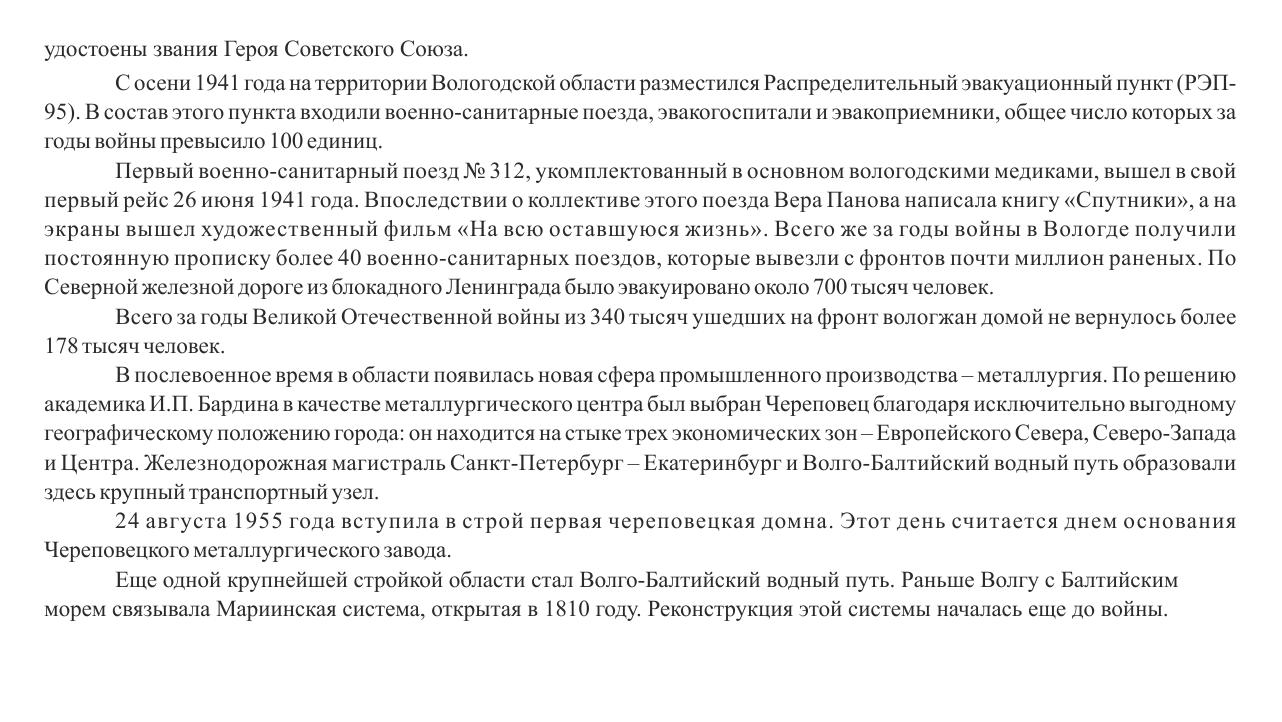 удостоены звания Героя Советского Союза.
С осени 1941 года на территории Вологодской области разместился Распределительный эвакуационный пункт (РЭП-
95). В состав этого пункта входили военно-санитарные поезда, эвакогоспитали и эвакоприемники, общее число которых за
годы войны превысило 100 единиц.
Первый военно-санитарный поезд № 312, укомплектованный в основном вологодскими медиками, вышел в свой
первый рейс 26 июня 1941 года. Впоследствии о коллективе этого поезда Вера Панова написала книгу «Спутники», а на
экраны вышел художественный фильм «На всю оставшуюся жизнь». Всего же за годы войны в Вологде получили
постоянную прописку более 40 военно-санитарных поездов, которые вывезли с фронтов почти миллион раненых. По
Северной железной дороге из блокадного Ленинграда было эвакуировано около 700 тысяч человек.
Всего за годы Великой Отечественной войны из 340 тысяч ушедших на фронт вологжан домой не вернулось более
178 тысяч человек.
В послевоенное время в области появилась новая сфера промышленного производства – металлургия. По решению
академика И.П. Бардина в качестве металлургического центра был выбран Череповец благодаря исключительно выгодному
географическому положению города: он находится на стыке трех экономических зон – Европейского Севера, Северо-Запада
и Центра. Железнодорожная магистраль Санкт-Петербург – Екатеринбург и Волго-Балтийский водный путь образовали
здесь крупный транспортный узел.
24 августа 1955 года вступила в строй первая череповецкая домна. Этот день считается днем основания
Череповецкого металлургического завода.
Еще одной крупнейшей стройкой области стал Волго-Балтийский водный путь. Раньше Волгу с Балтийским
морем связывала Мариинская система, открытая в 1810 году. Реконструкция этой системы началась еще до войны.